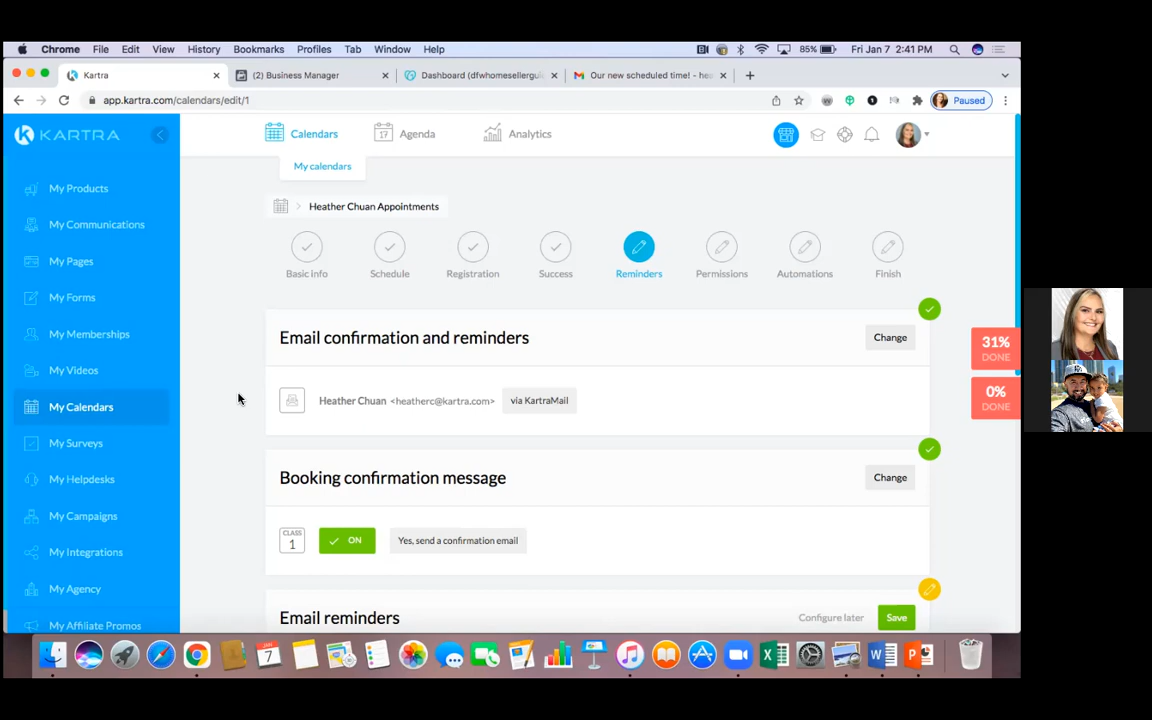 Chrome File Edit View History Bookmarks Profiles Tab Window Help 85% Fri Jan 7 2:41 PM
Kartra (2) Business Manager Dashboard (dfwhomesellergui Our new scheduled time! - he
app.kartra.com/calendars/edit/1 Paused
KARTRA
Calendars 17 Agenda Analytics
My calendars
My Products
My Communications
My Pages
My Forms
My Memberships
My Videos
My Calendars
My Surveys
My Helpdesks
My Campaigns
My Integrations
My Agency
My Affiliate Promos
Heather Chuan Appointments
Basic info Schedule Registration Success Reminders Permissions Automations Finish
Email confirmation and reminders Change
Heather Chuan <heatherc@kartra.com> via KartraMail
Booking confirmation message Change
CLASS
1
ON Yes, send a confirmation email
Email reminders Configure later Save
31%
DONE
0%
DONE
JAN
7